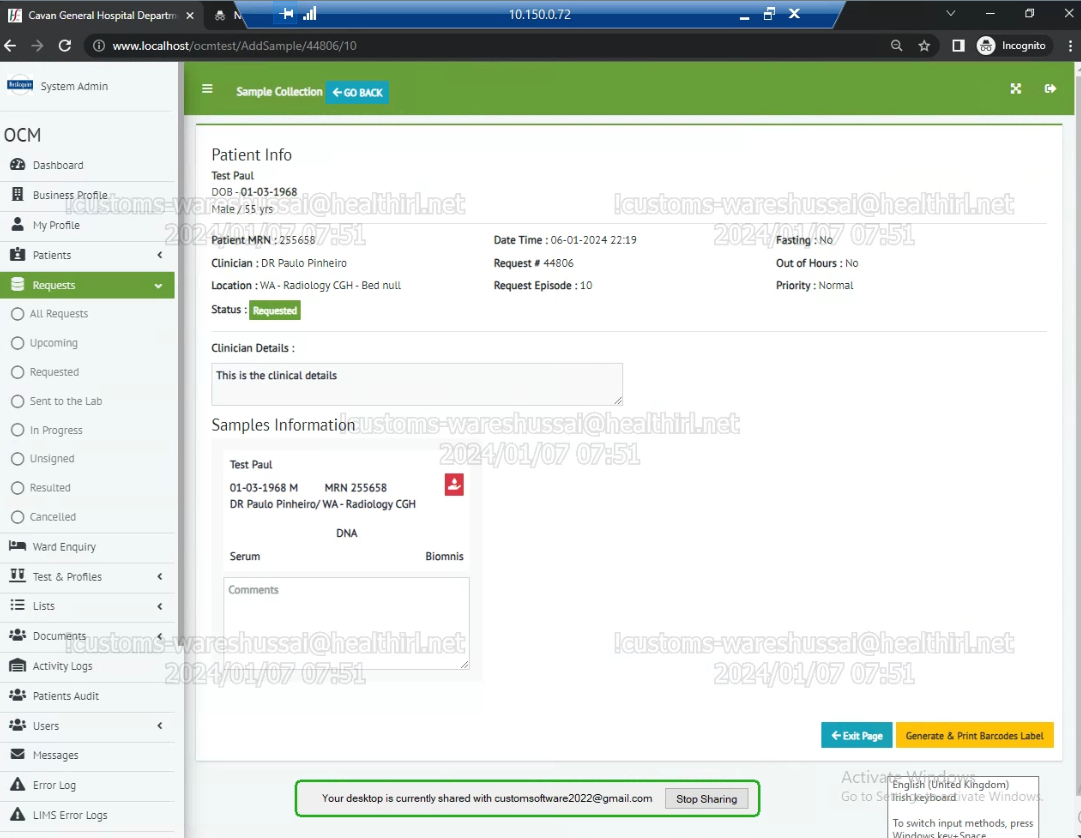 Cavan General Hospital Departm
N
10.150.0.72
www.localhost/ocmtest/AddSample/44806/10
Incognito
System Admin
Sample Collection
GO BACK
OCM
Dashboard
Business Profile
My Profile
Patients
Requests
All Requests
Upcoming
Requested
Sent to the Lab
In Progress
Unsigned
Resulted
Cancelled
Ward Enquiry
Test & Profiles
Lists
Documents
Activity Logs
Patients Audit
Users
Messages
Error Log
LIMS Error Logs
Patient Info
Test Paul
DOB - 01-03-1968
Male / 55 yrs
!customs-wareshussai@healthirl.net
2024/01/07 07:51
!customs-wareshussai@healthirl.net
2024/01/07 07:51
Patient MRN : 255658
Date Time : 06-01-2024 22:19
Fasting : No
Clinician : DR Paulo Pinheiro
Request # 44806
Out of Hours : No
Location : WA - Radiology CGH - Bed null
Request Episode : 10
Priority : Normal
Status : Requested
Clinician Details :
This is the clinical details
Samples Information
!customs-wareshussai@healthirl.net
2024/01/07 07:51
Test Paul
01-03-1968 M MRN 255658
DR Paulo Pinheiro/ WA - Radiology CGH
DNA
Serum Biomnis
Comments
!customs-wareshussai@healthirl.net
2024/01/07 07:51
!customs-wareshussai@healthirl.net
2024/01/07 07:51
Exit Page
Generate & Print Barcodes Label
Your desktop is currently shared with customsoftware2022@gmail.com
Stop Sharing
Activate Windows
Go to Settings to activate Windows.
English (United Kingdom)
Irish keyboard
To switch input methods, press
Windows key+Space.